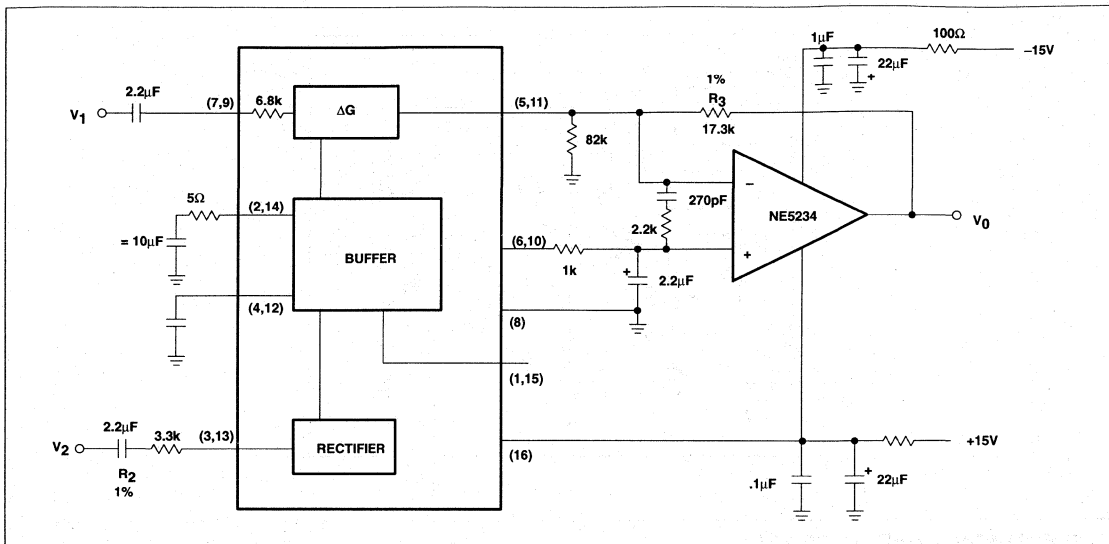 1µF
100Ω
–15V
22µF
+
2.2µF
(7,9)
6.8k
ΔG
(5,11)
1%
R3
17.3k
V1
82k
5Ω
(2,14)
270pF
–
NE5234
V0
= 10µF
2.2k
BUFFER
(6,10)
1k
+
+
2.2µF
(4,12)
(8)
(1,15)
2.2µF
3.3k
(3,13)
RECTIFIER
V2
R2
1%
(16)
+15V
.1µF
+
22µF